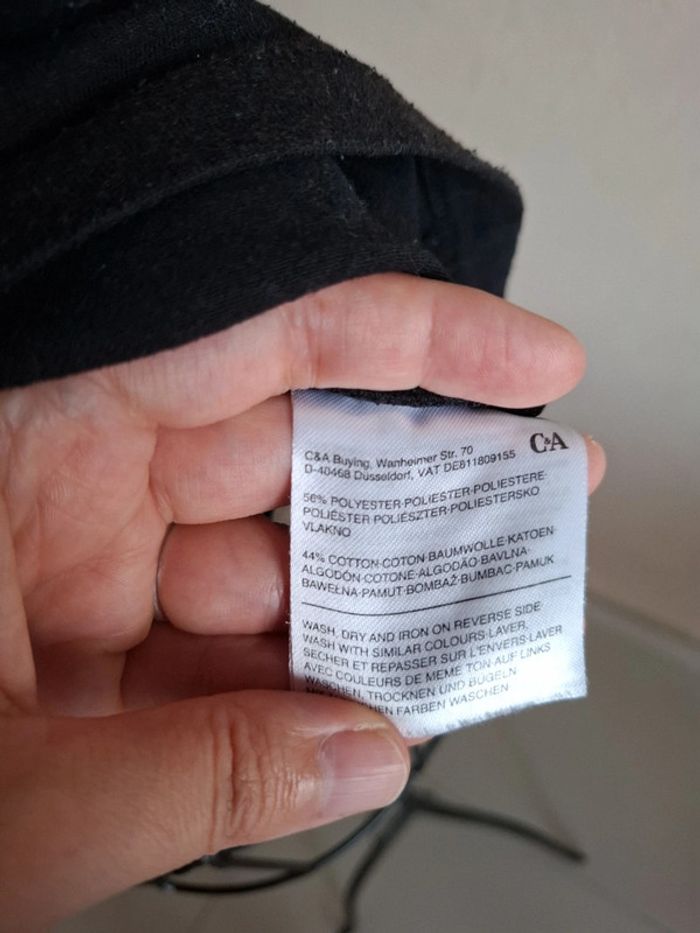 C&A
C&A Buying, Wanheimer Str. 70
D-40468 Düsseldorf, VAT DE811809155
56% POLYESTER·POLIESTER·POLIESTERE·
POLIÉSTER POLIÉSZTER·POLIESTERSKO
VLAKNO
44% COTTON·COTON BAUMWOLLE·KATOEN·
ALGODÓN·COTONE·ALGODÃO·BAVLNA·
BAWEŁNA·PAMUT·BOMBAŽ·BUMBAC·PAMUK
WASH, DRY AND IRON ON REVERSE SIDE·
WASH WITH SIMILAR COLOURS·LAVER,
SECHER ET REPASSER SUR L'ENVERS·LAVER
AVEC COULEURS DE MEME TON·AUF LINKS
WASCHEN, TROCKNEN UND BÜGELN
FARBEN WASCHEN